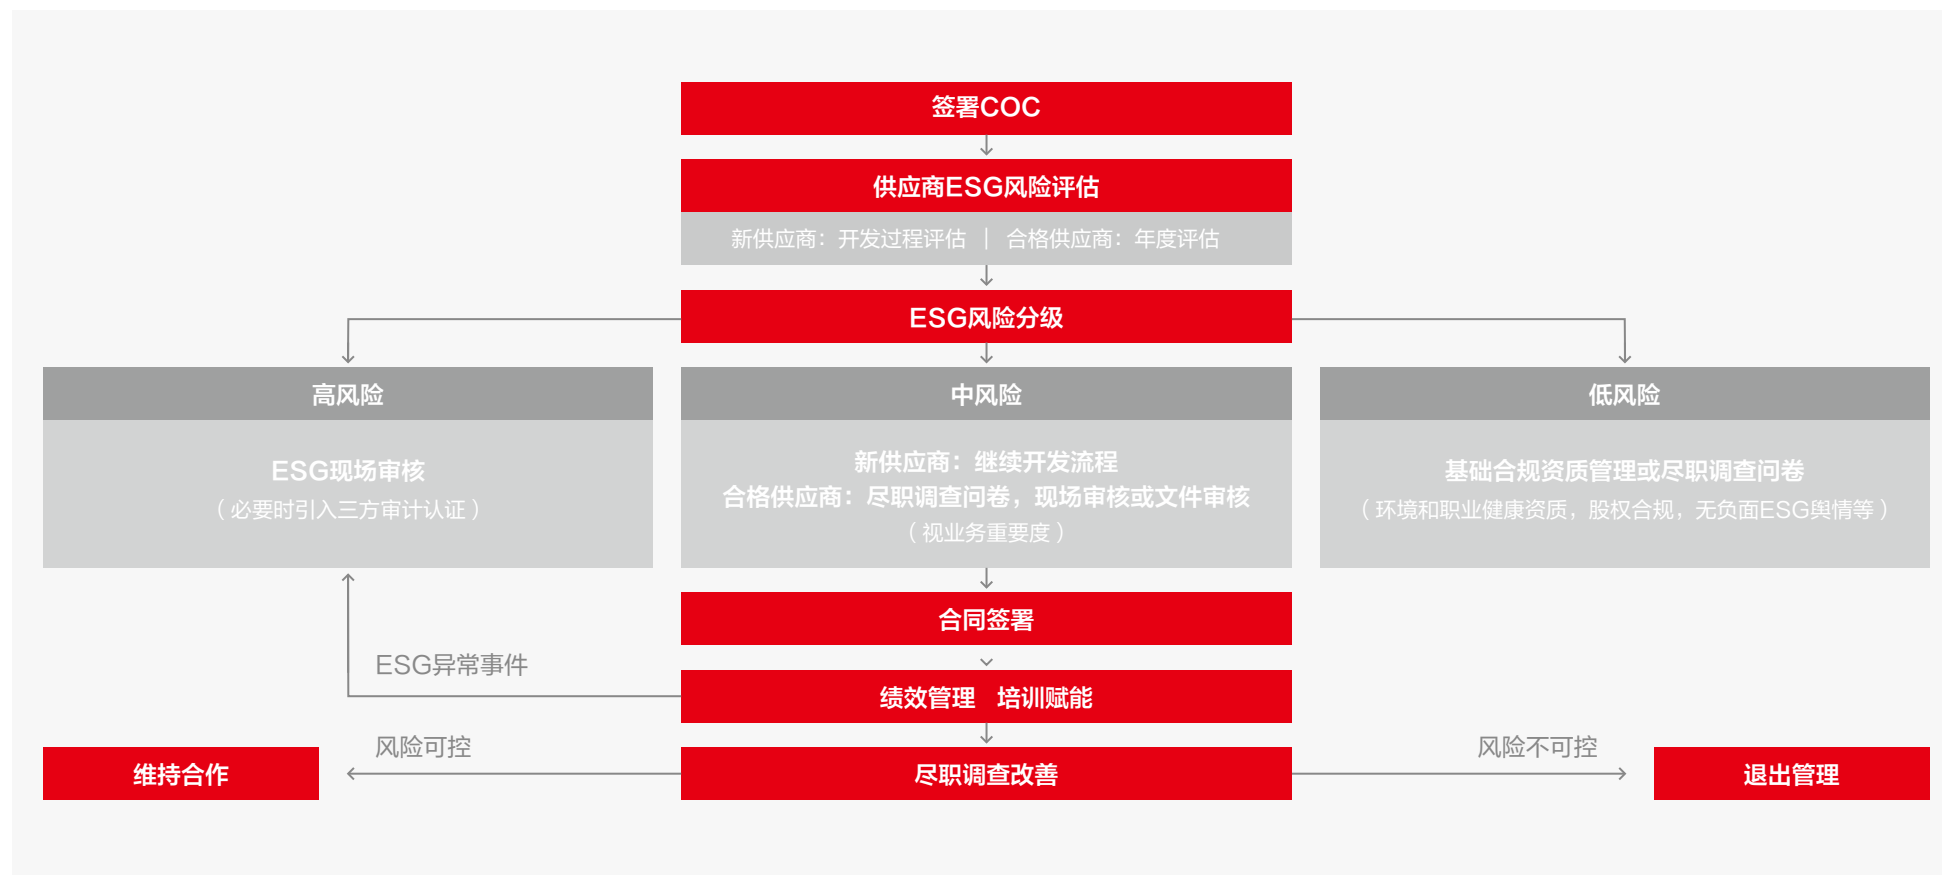 签署COC
供应商ESG风险评估
新供应商：开发过程评估 ｜ 合格供应商：年度评估
ESG风险分级
高风险
ESG现场审核
（必要时引入三方审计认证）
中风险
新供应商：继续开发流程
合格供应商：尽职调查问卷，现场审核或文件审核
（视业务重要度）
低风险
基础合规资质管理或尽职调查问卷
（环境和职业健康资质，股权合规，无负面ESG舆情等）
合同签署
ESG异常事件
绩效管理 培训赋能
风险可控
风险不可控
维持合作
尽职调查改善
退出管理